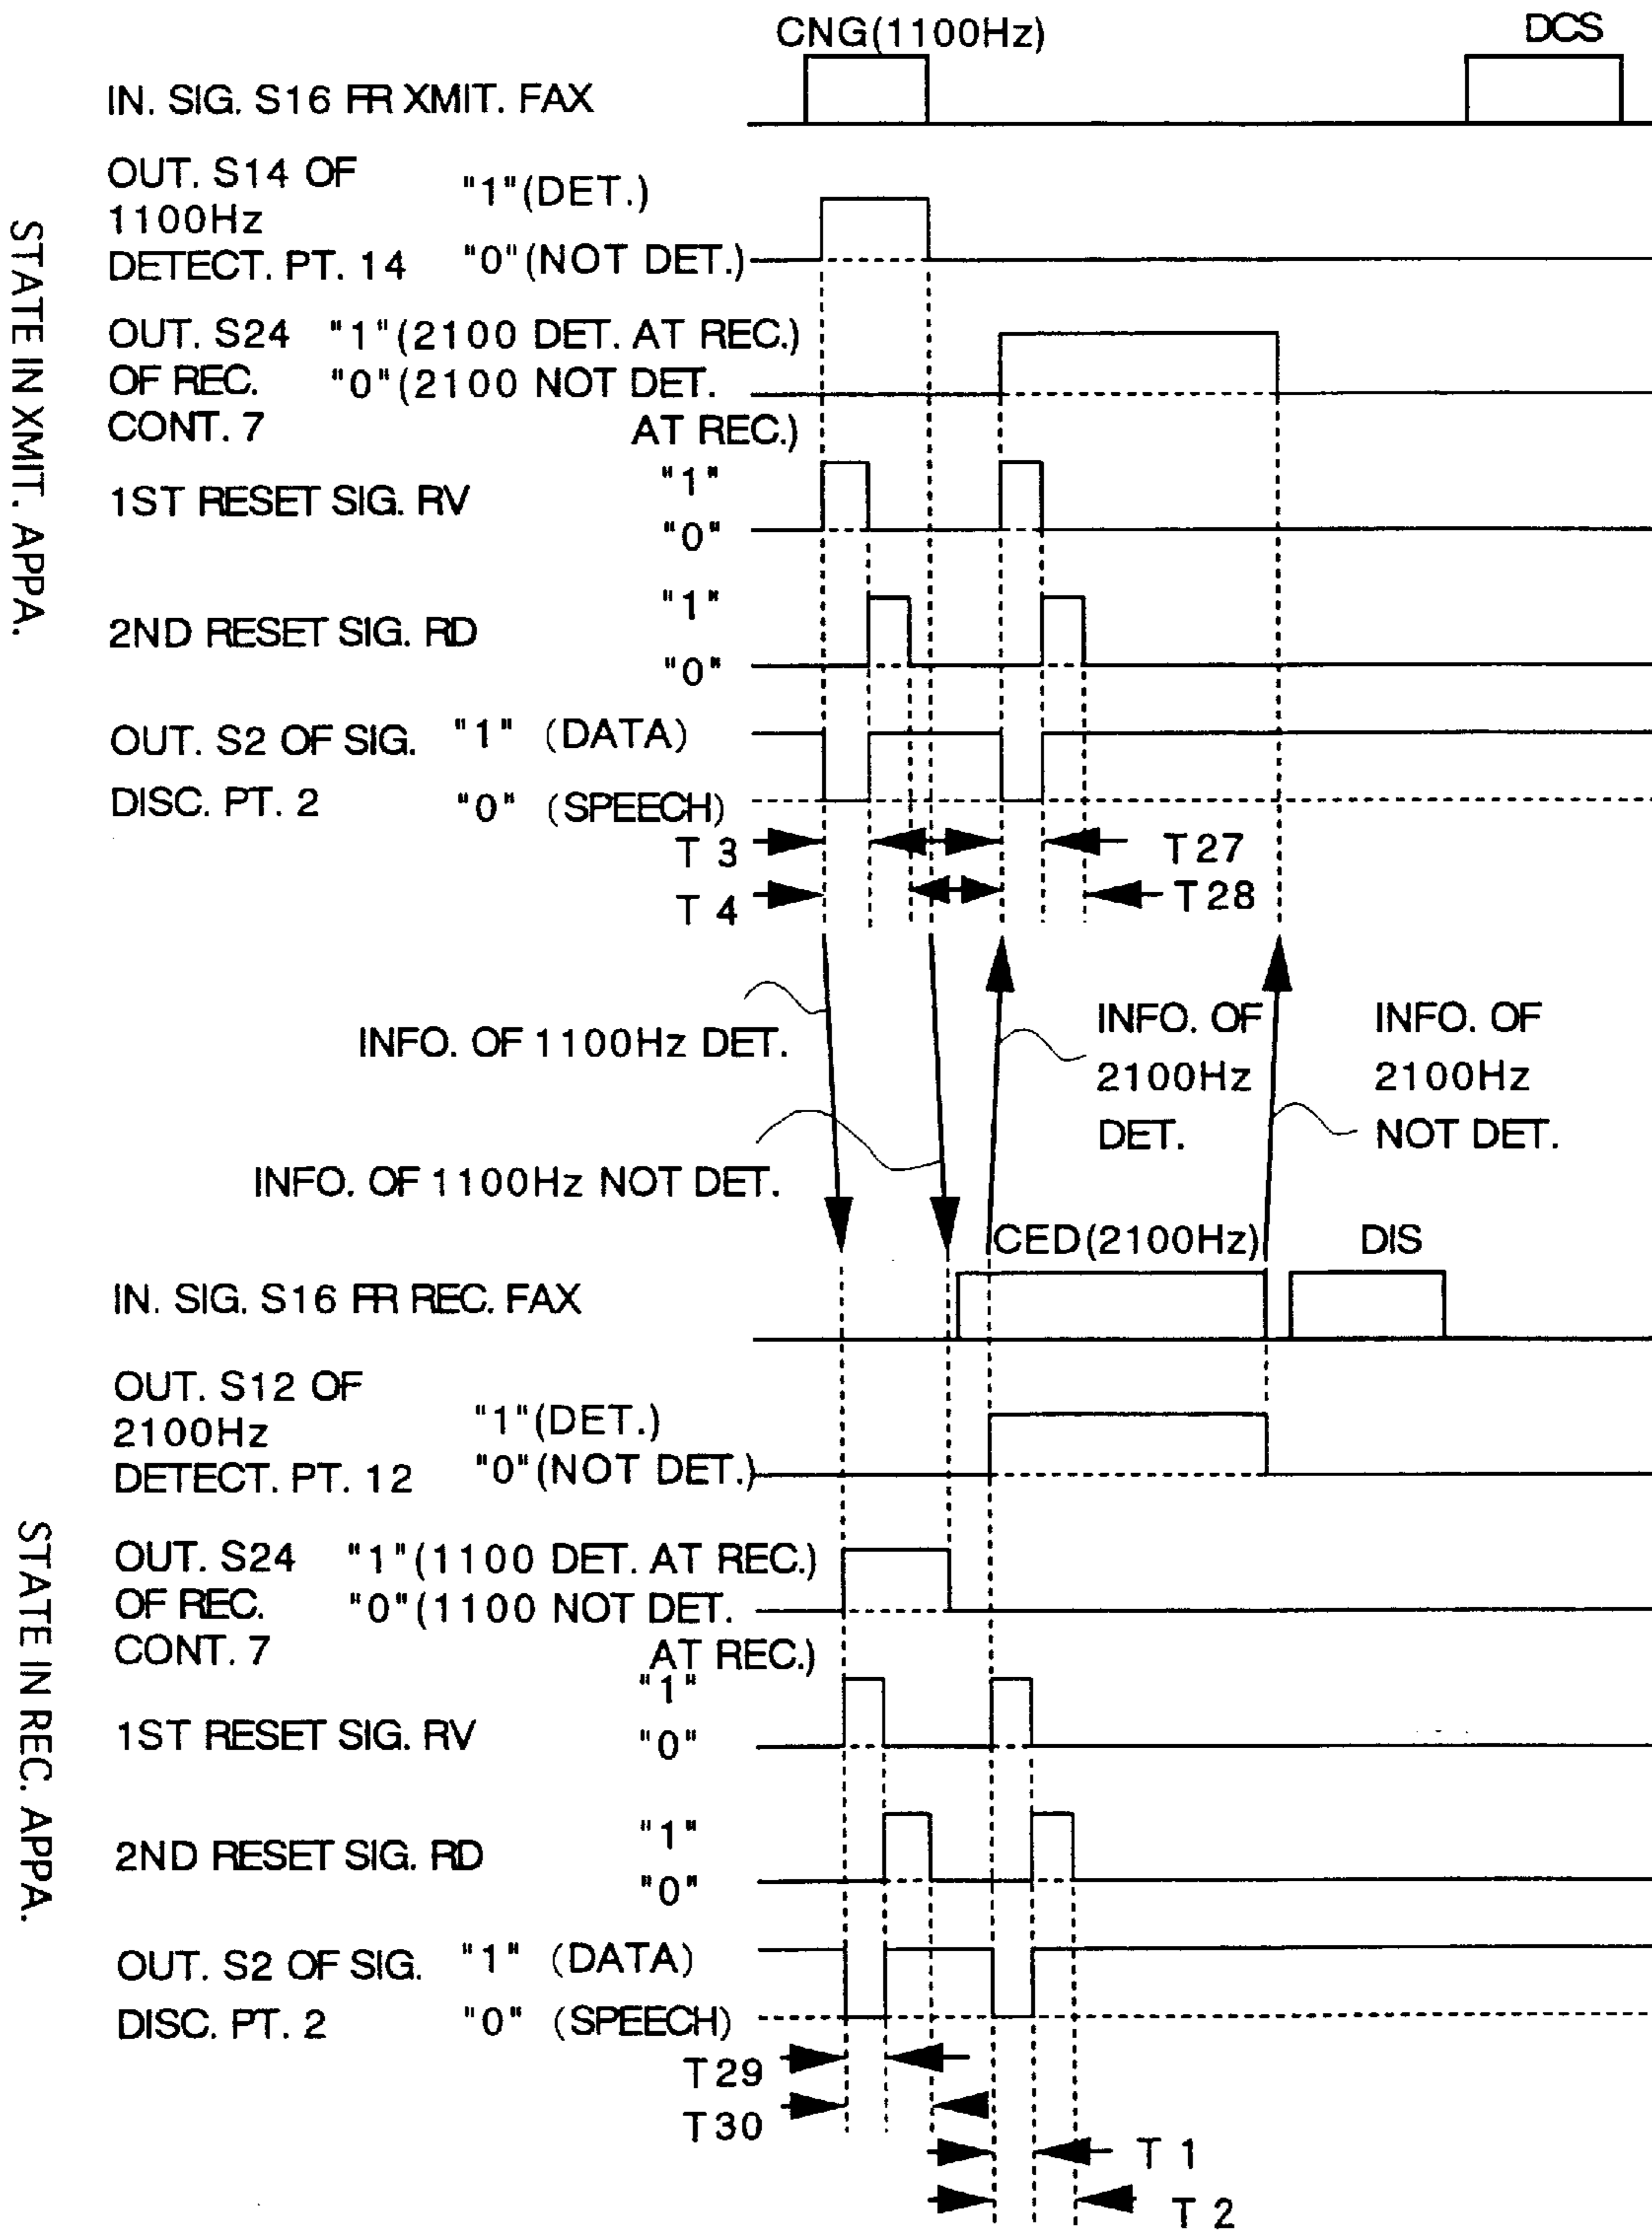 CNG(1100Hz)
DCS
IN. SIG. S16 FR XMIT. FAX
OUT. S14 OF
1100Hz
DETECT. PT. 14
"1"(DET.)
"0"(NOT DET.)
STATE IN XMIT. APPA.
OUT. S24
OF REC.
CONT. 7
"1"(2100 DET. AT REC.)
"0"(2100 NOT DET.
AT REC.)
1ST RESET SIG. RV
"1"
"0"
2ND RESET SIG. RD
"1"
"0"
OUT. S2 OF SIG.
DISC. PT. 2
"1" (DATA)
"0" (SPEECH)
T 3
T27
T 4
T28
INFO. OF 1100Hz DET.
INFO. OF
2100Hz
DET.
INFO. OF
2100Hz
NOT DET.
INFO. OF 1100Hz NOT DET.
CED(2100Hz)
DIS
IN. SIG. S16 FR REC. FAX
OUT. S12 OF
2100Hz
DETECT. PT. 12
"1"(DET.)
"0"(NOT DET.)
STATE IN REC. APPA.
OUT. S24
OF REC.
CONT. 7
"1"(1100 DET. AT REC.)
"0"(1100 NOT DET.
AT REC.)
1ST RESET SIG. RV
"1"
"0"
2ND RESET SIG. RD
"1"
"0"
OUT. S2 OF SIG.
DISC. PT. 2
"1" (DATA)
"0" (SPEECH)
T29
T30
T 1
T 2